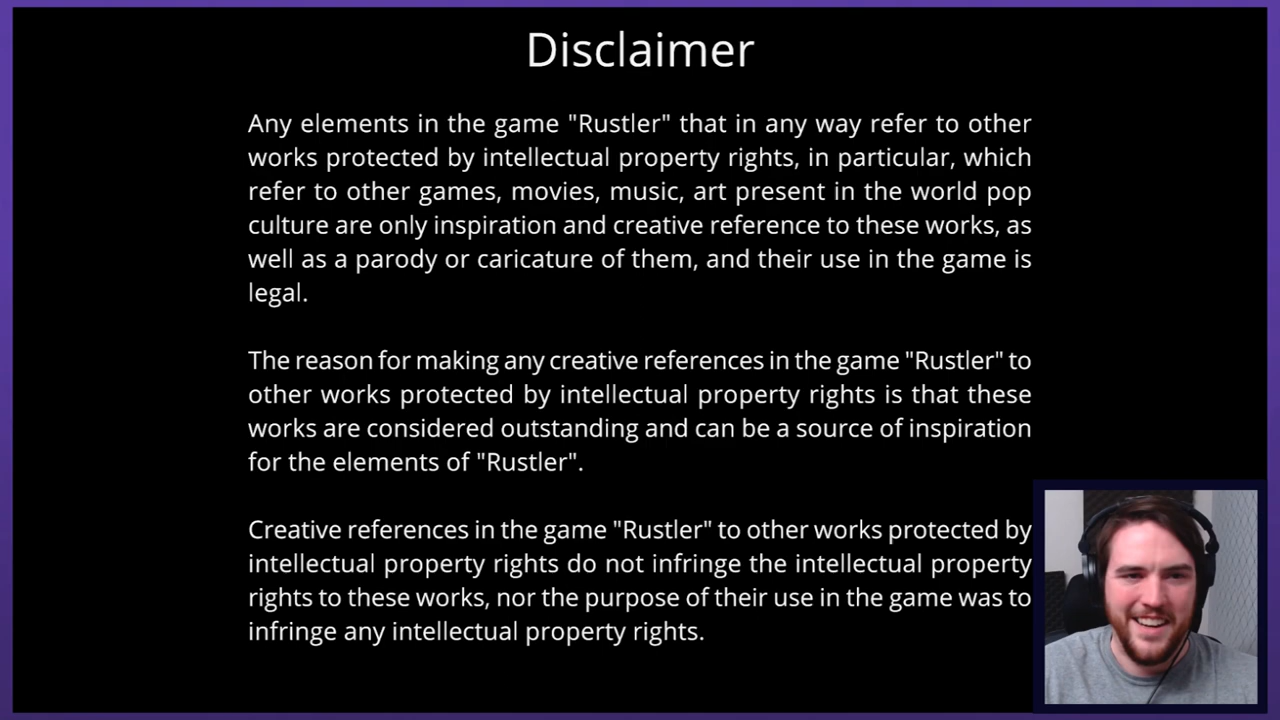 Disclaimer
Any elements in the game "Rustler" that in any way refer to other
works protected by intellectual property rights, in particular, which
refer to other games, movies, music, art present in the world pop
culture are only inspiration and creative reference to these works, as
well as a parody or caricature of them, and their use in the game is
legal.
The reason for making any creative references in the game "Rustler" to
other works protected by intellectual property rights is that these
works are considered outstanding and can be a source of inspiration
for the elements of "Rustler".
Creative references in the game "Rustler" to other works protected by
intellectual property rights do not infringe the intellectual property
rights to these works, nor the purpose of their use in the game was to
infringe any intellectual property rights.